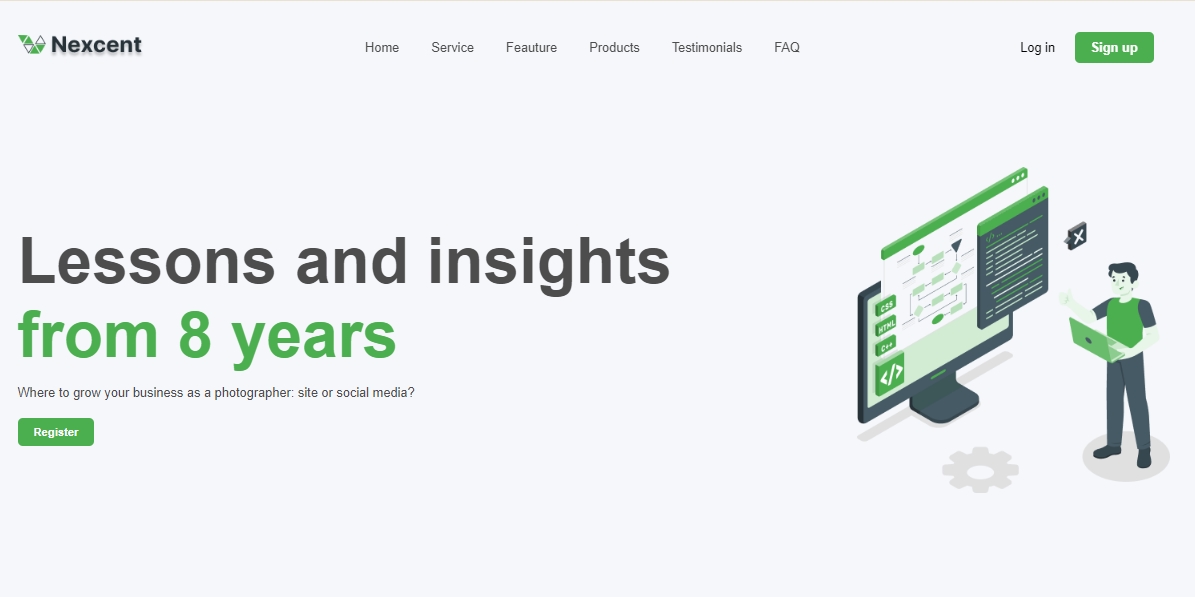 Nexcent
Home Service Feauture Products Testimonials FAQ
Log in Sign up
Lessons and insights
from 8 years
Where to grow your business as a photographer: site or social media?
Register
CSS
HTML
C++
</>
</...
X